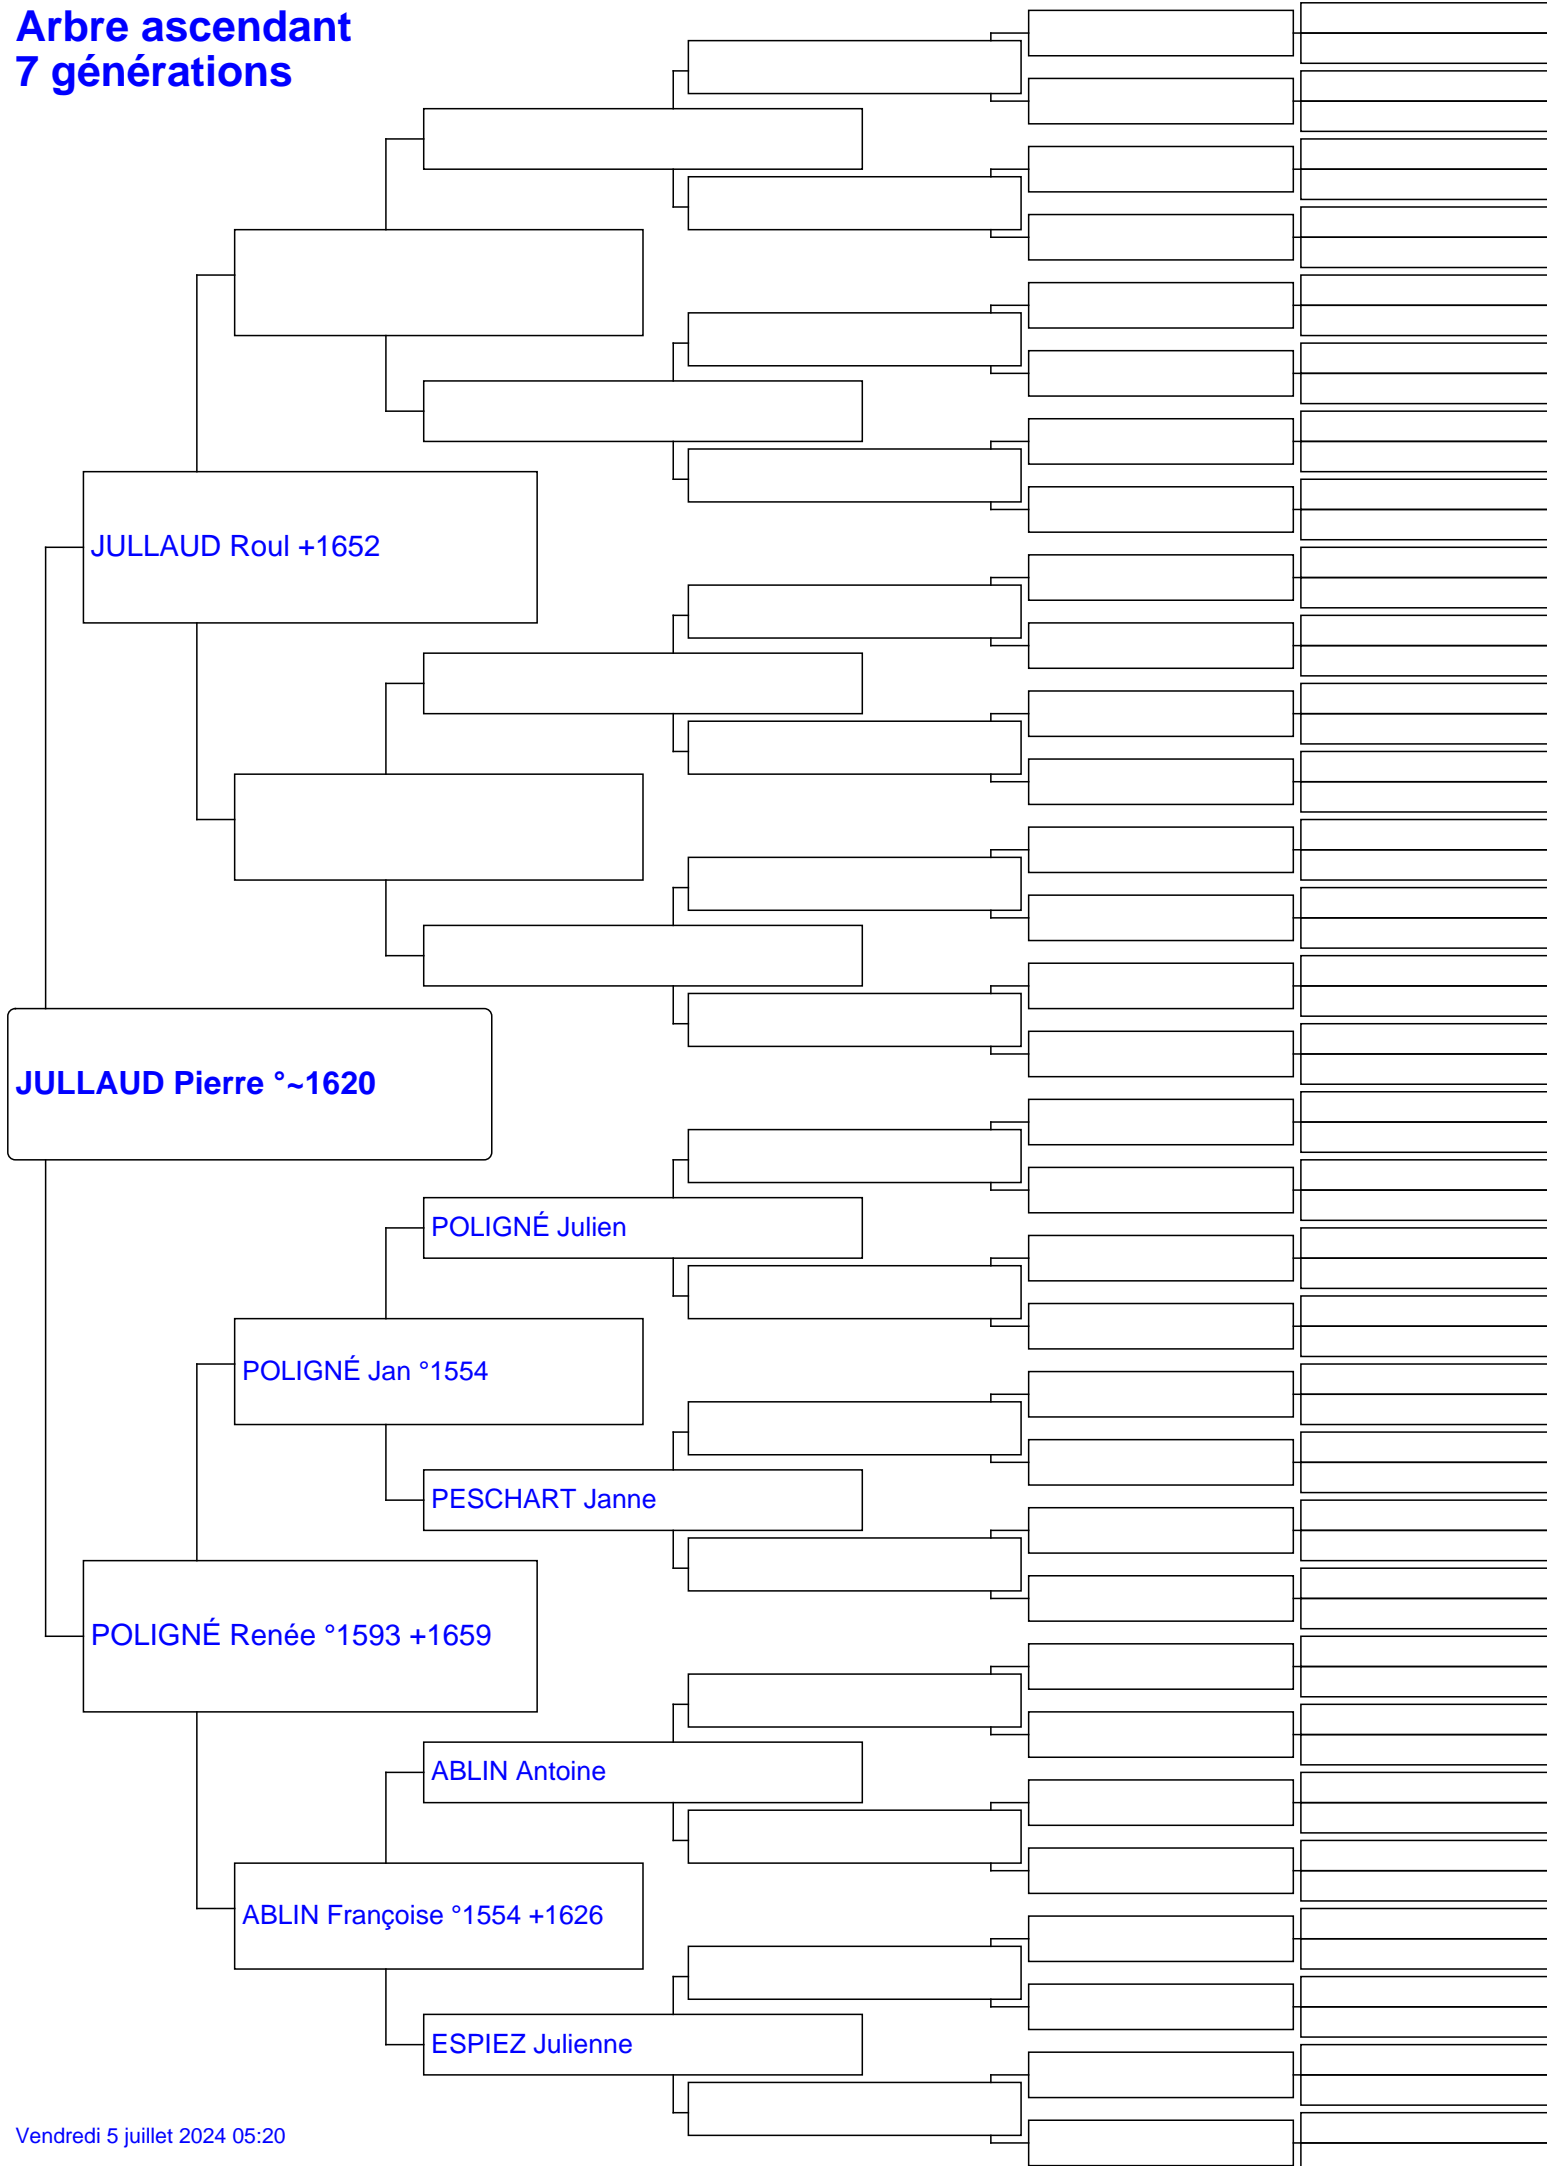 Arbre ascendant
7 générations
JULLAUD Roul +1652
JULLAUD Pierre °~1620
POLIGNÉ Julien
POLIGNÉ Jan °1554
PESCHART Janne
POLIGNÉ Renée °1593 +1659
ABLIN Antoine
ABLIN Françoise °1554 +1626
ESPIEZ Julienne
Vendredi 5 juillet 2024 05:20